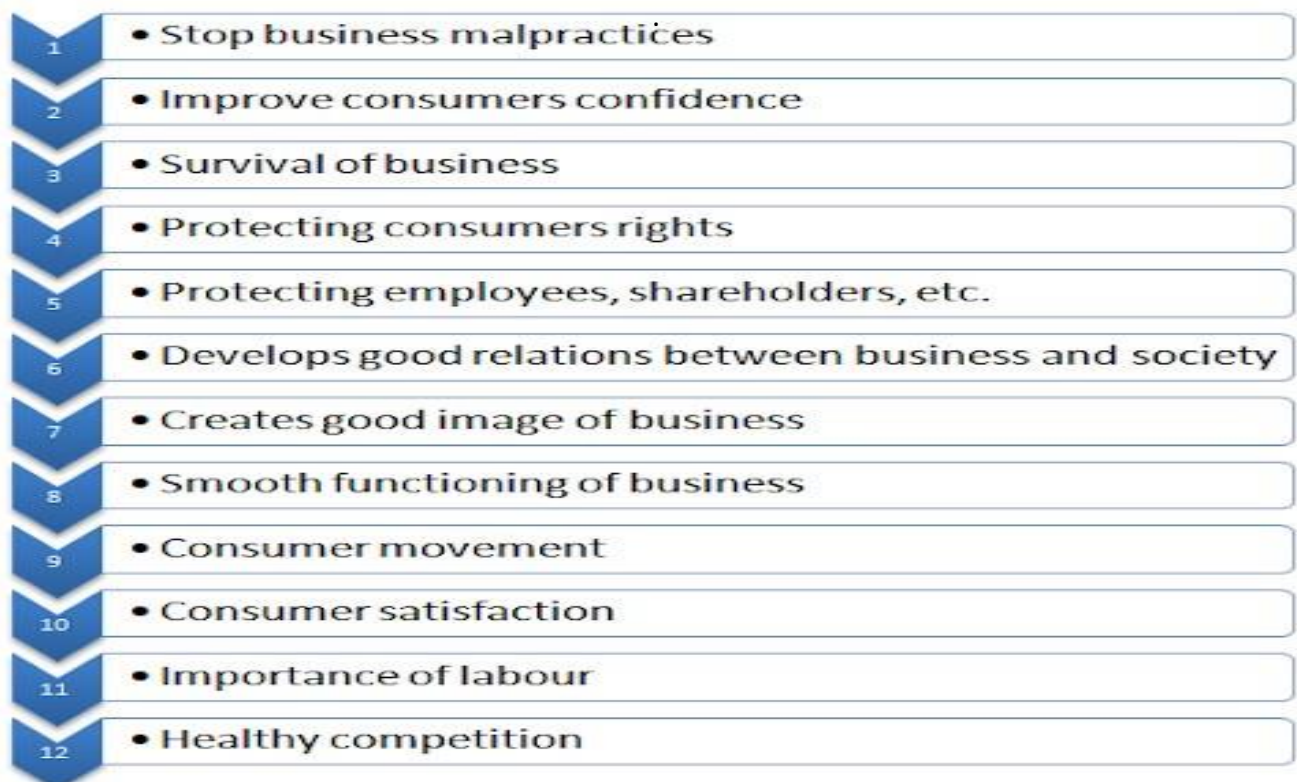 1 • Stop business malpractices
2 • Improve consumers confidence
3 • Survival of business
4 • Protecting consumers rights
5 • Protecting employees, shareholders, etc.
6 • Develops good relations between business and society
7 • Creates good image of business
8 • Smooth functioning of business
9 • Consumer movement
10 • Consumer satisfaction
11 • Importance of labour
12 • Healthy competition